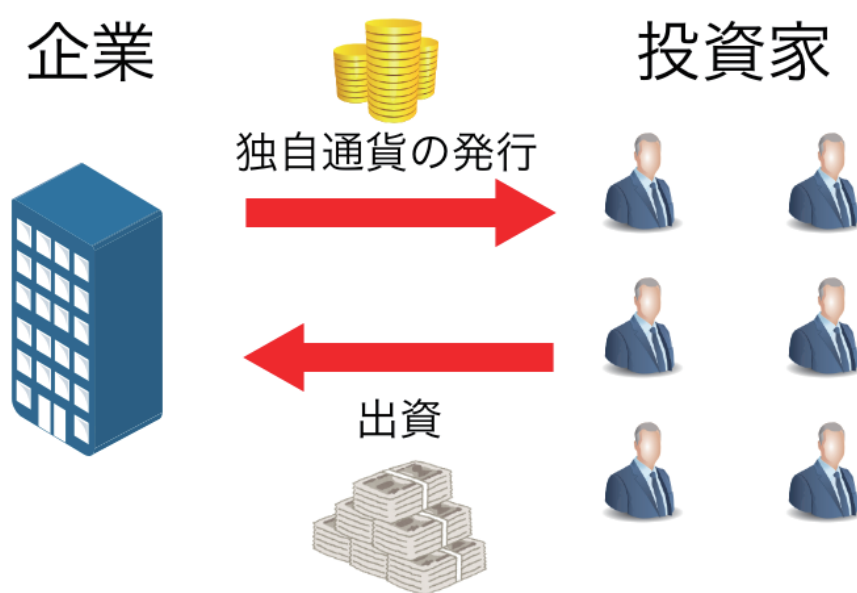 企業
投資家
独自通貨の発行
出資